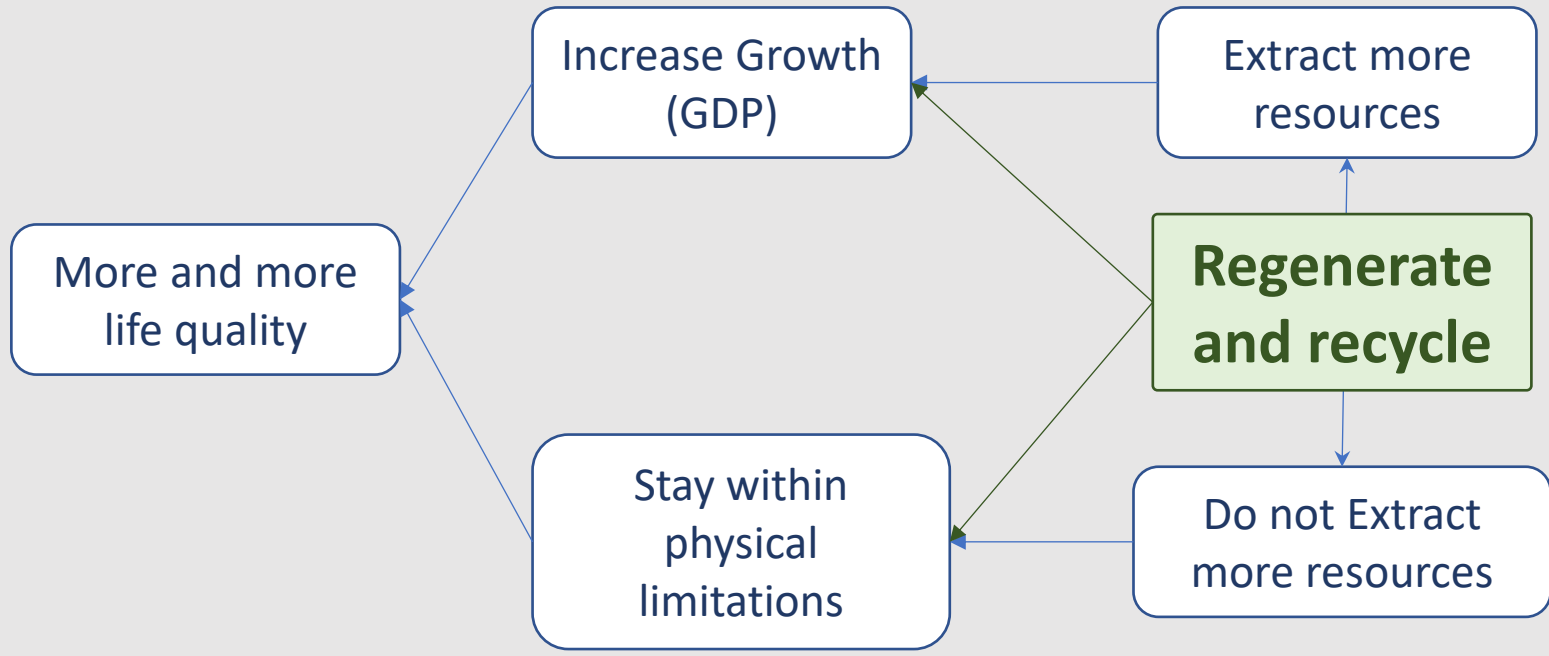 Increase Growth
(GDP)
Extract more
resources
More and more
life quality
Regenerate
and recycle
Stay within
physical
limitations
Do not Extract
more resources